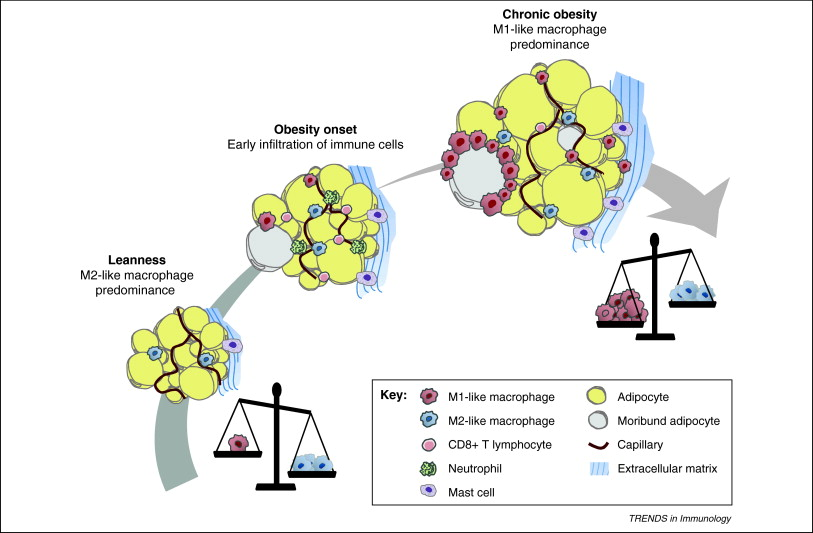 Chronic obesity
M1-like macrophage
predominance
Obesity onset
Early infiltration of immune cells
Leanness
M2-like macrophage
predominance
Key:
M1-like macrophage
M2-like macrophage
CD8+ T lymphocyte
Neutrophil
Mast cell
Adipocyte
Moribund adipocyte
Capillary
Extracellular matrix
TRENDS in Immunology